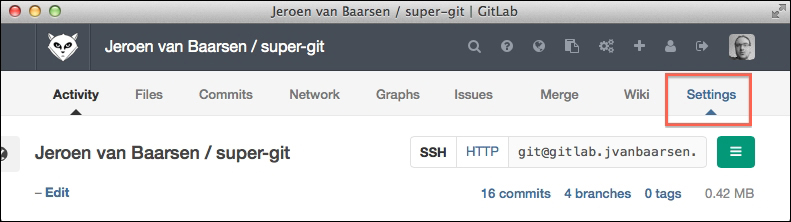 Jeroen van Baarsen / super-git | GitLab
Jeroen van Baarsen / super-git
Activity Files Commits Network Graphs Issues Merge Wiki Settings
Jeroen van Baarsen / super-git SSH HTTP git@gitlab.jvanbaarsen.
– Edit 16 commits 4 branches 0 tags 0.42 MB